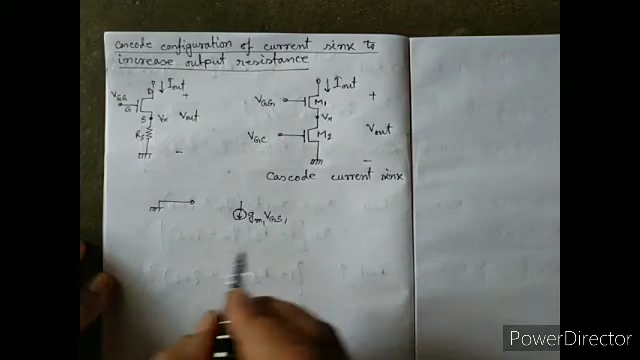 Cascode configuration of current sink to
increase output resistance
D
Iout
VGG
G
+
S
Vx
Vout
RS
-
Iout
VGG1
M1
+
Vx
VGC
M2
Vout
-
Cascode current sink
gm1VGS1
PowerDirector